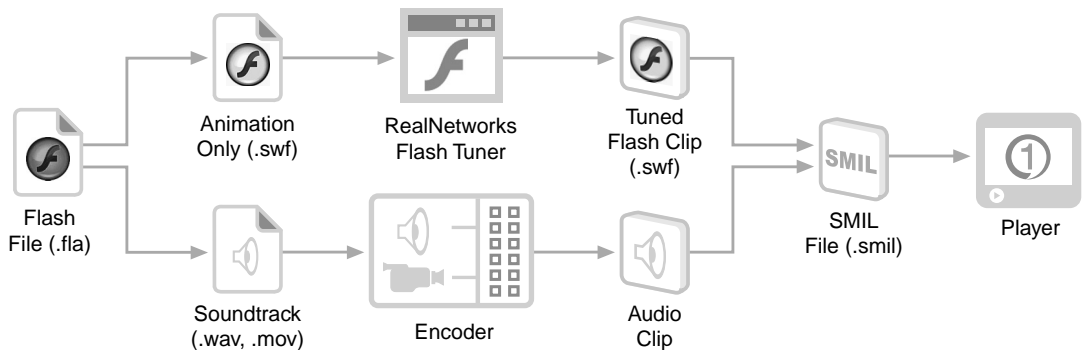 Flash
File (.fla)
Animation
Only (.swf)
RealNetworks
Flash Tuner
Tuned
Flash Clip
(.swf)
Soundtrack
(.wav, .mov)
Encoder
Audio
Clip
SMIL
SMIL
File (.smil)
1
Player